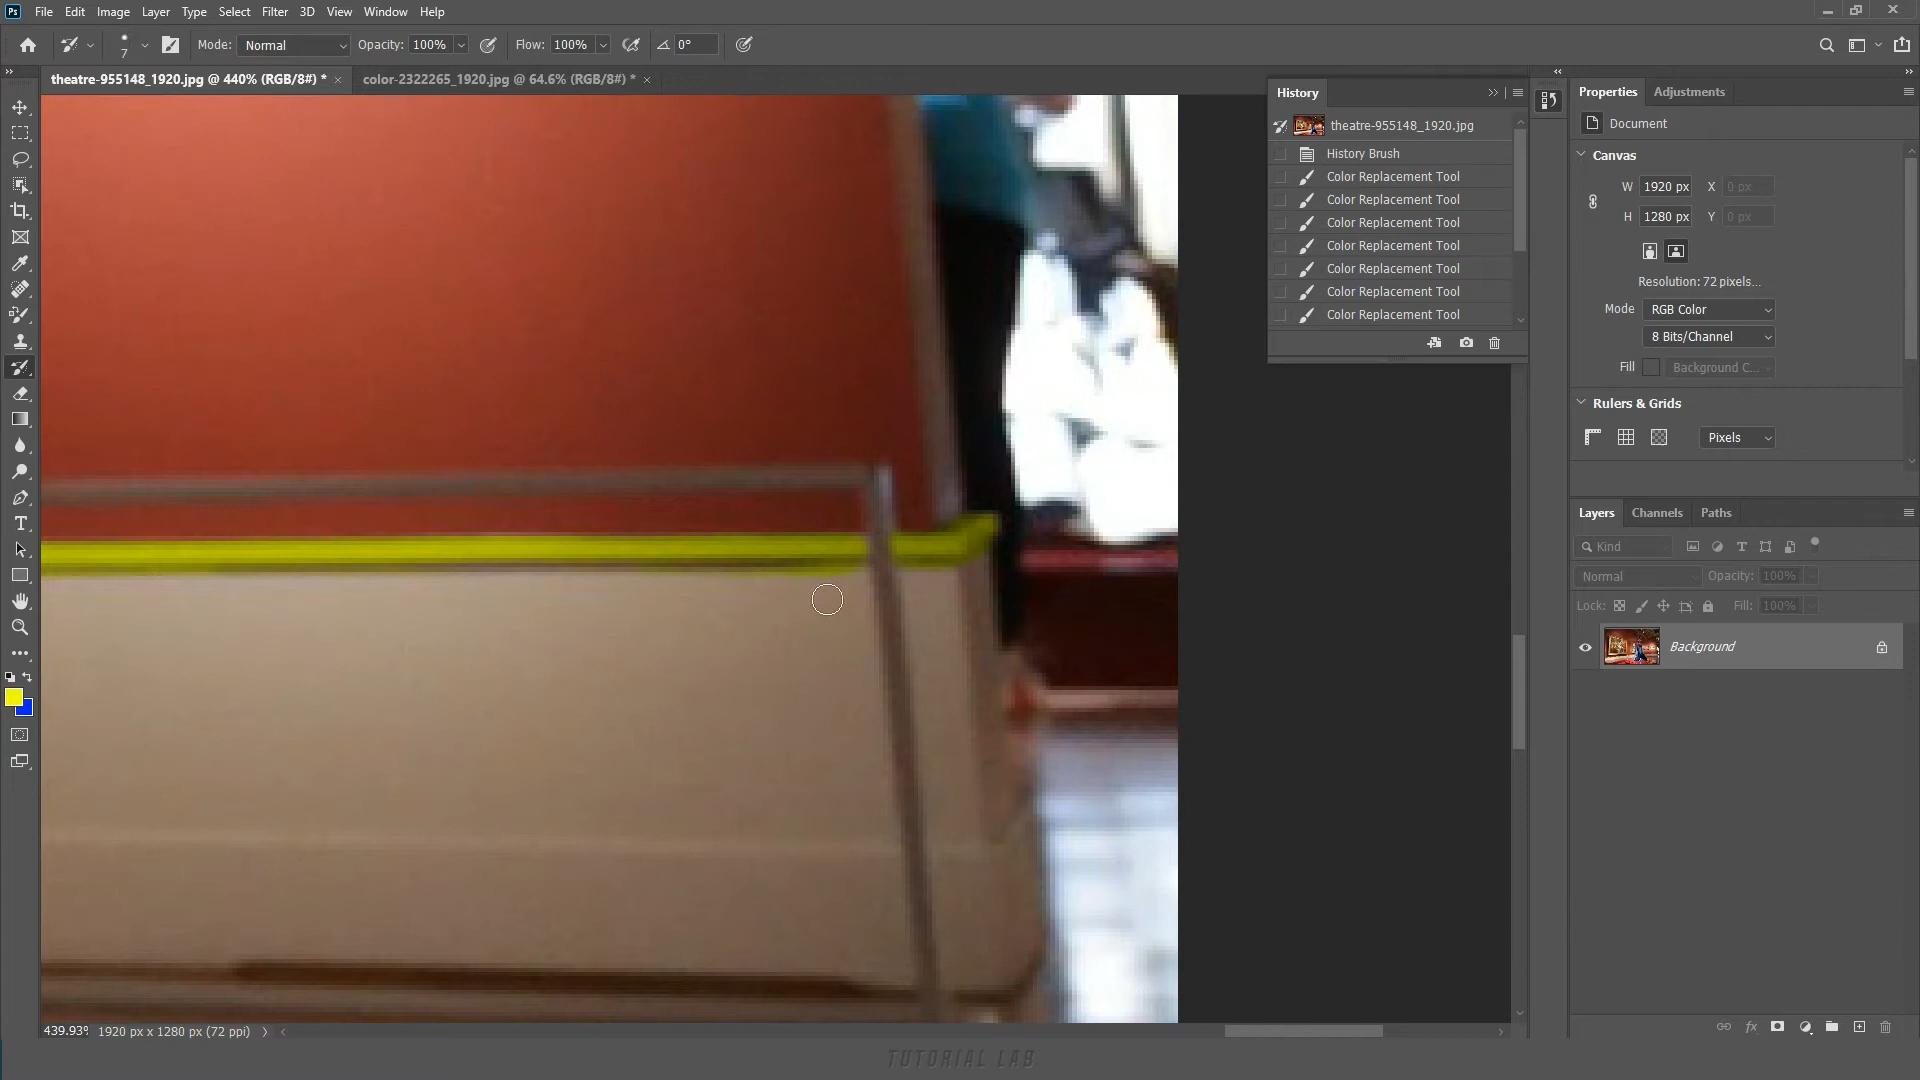 Ps File Edit Image Layer Type Select Filter 3D View Window Help
7 Mode: Normal Opacity: 100% Flow: 100% 0°
theatre-955148_1920.jpg @ 440% (RGB/8#) * × color-2322265_1920.jpg @ 64.6% (RGB/8#) * ×
History
theatre-955148_1920.jpg
History Brush
Color Replacement Tool
Color Replacement Tool
Color Replacement Tool
Color Replacement Tool
Color Replacement Tool
Color Replacement Tool
Color Replacement Tool
Properties Adjustments
Document
Canvas
W 1920 px X 0 px
H 1280 px Y 0 px
Resolution: 72 pixels...
Mode RGB Color
8 Bits/Channel
Fill Background C...
Rulers & Grids
Pixels
Layers Channels Paths
Kind
Normal Opacity: 100%
Lock: Fill: 100%
Background
fx
439.93% 1920 px x 1280 px (72 ppi)
TUTORIAL LAB